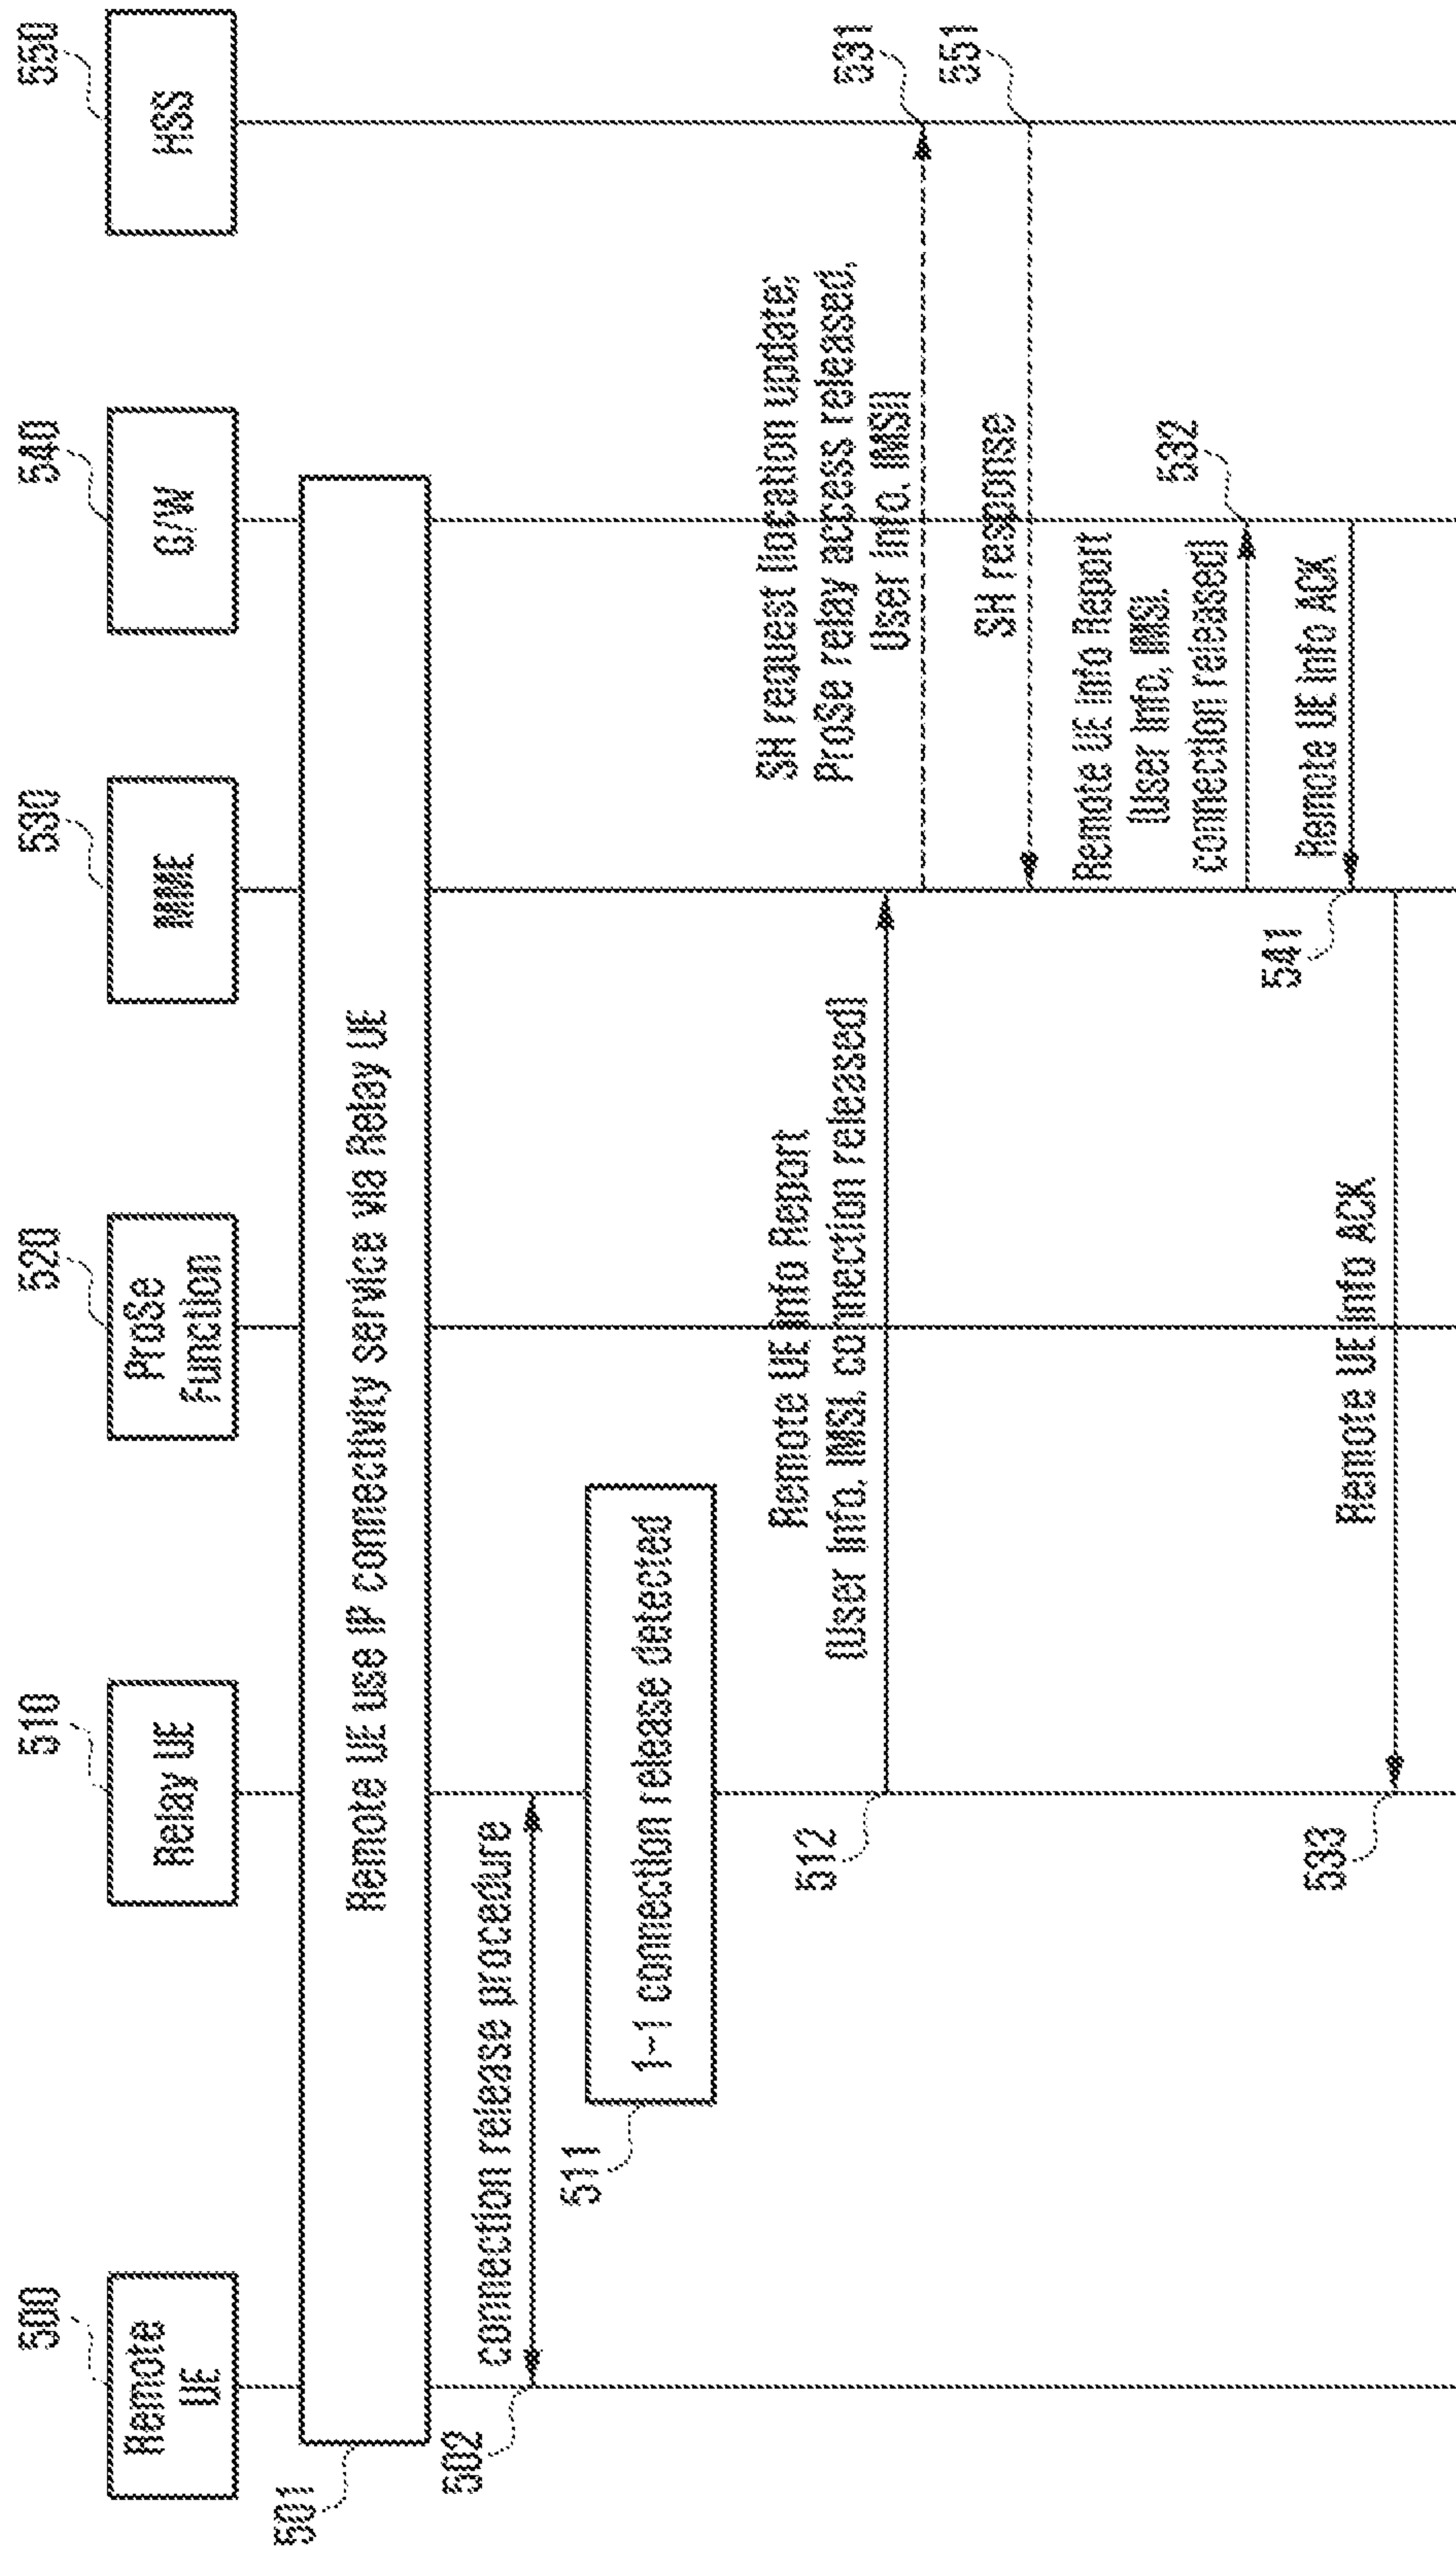 500
510
520
530
540
550
Remote
UE
Relay UE
ProSe
Function
MME
G/W
HSS
501
Remote UE use IP connectivity service via Relay UE
502
connection release procedure
511
1-1 connection release detected
512
Remote UE Info Report
(User Info, IMSI, connection released)
SH request (location update,
ProSe relay access released,
User info, IMSI)
531
SH response
551
Remote UE Info Report
(User Info, IMSI,
connection released)
532
541
Remote UE Info ACK
533
Remote UE Info ACK